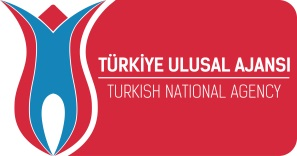 TÜRKİYE ULUSAL AJANSI
TURKISH NATIONAL AGENCY